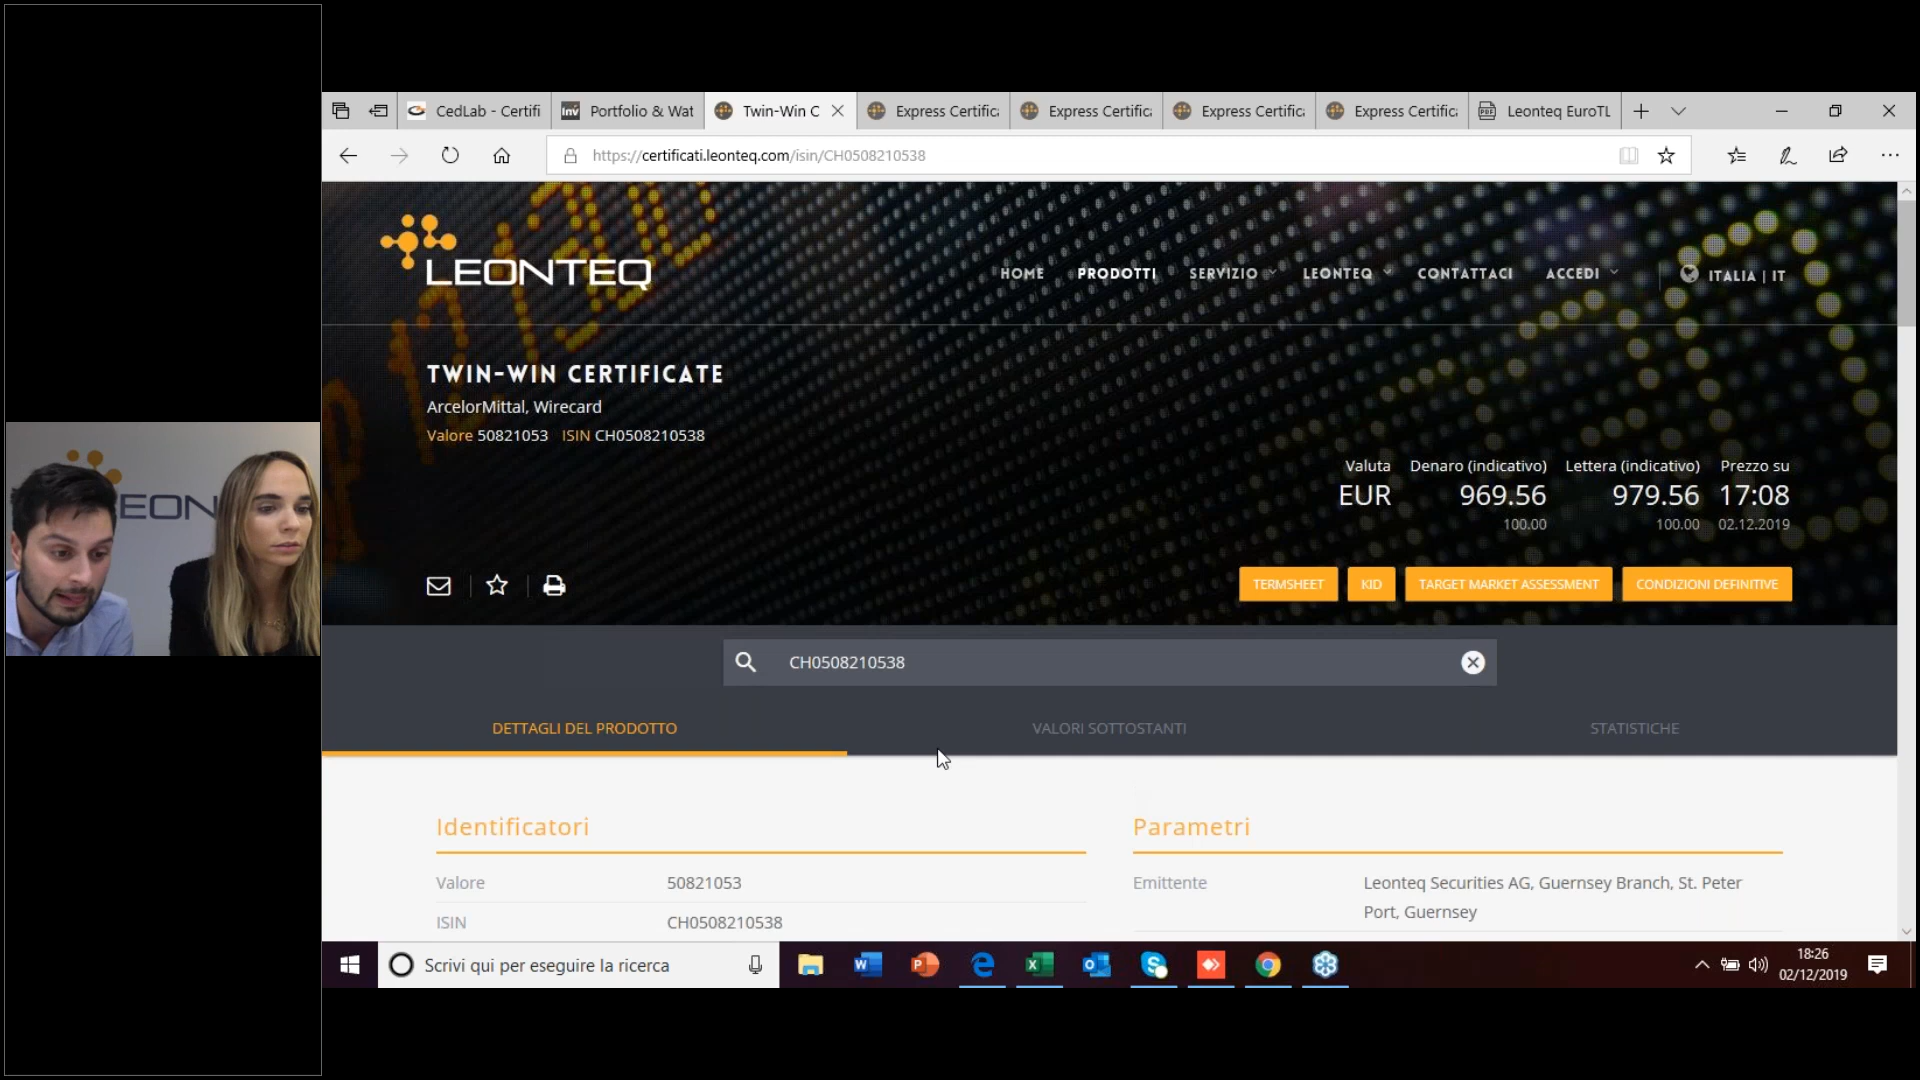 CedLab - Certifi
Portfolio & Wat
Twin-Win C
Express Certific
Express Certific
Express Certific
Express Certific
Leonteq EuroTL
https://certificati.leonteq.com/isin/CH0508210538
LEONTEQ
HOME
PRODOTTI
SERVIZIO
LEONTEQ
CONTATTACI
ACCEDI
ITALIA | IT
TWIN-WIN CERTIFICATE
ArcelorMittal, Wirecard
Valore 50821053 ISIN CH0508210538
Valuta Denaro (indicativo) Lettera (indicativo) Prezzo su
EUR 969.56 979.56 17:08
100.00 100.00 02.12.2019
TERMSHEET
KID
TARGET MARKET ASSESSMENT
CONDIZIONI DEFINITIVE
EON
CH0508210538
DETTAGLI DEL PRODOTTO
VALORI SOTTOSTANTI
STATISTICHE
Identificatori
Valore 50821053
ISIN CH0508210538
Parametri
Emittente Leonteq Securities AG, Guernsey Branch, St. Peter
Port, Guernsey
Scrivi qui per eseguire la ricerca
18:26
02/12/2019